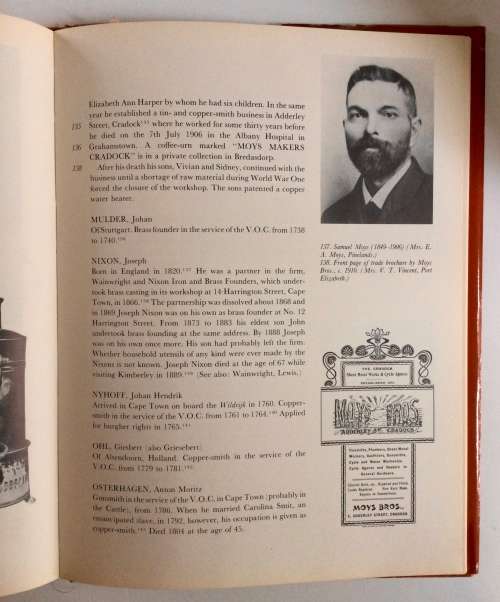 Elizabeth Ann Harper by whom he had six children. In the same
year he established a tin- and copper-smith business in Adderley
135 Street, Cradock where he worked for some thirty years before
he died on the 7th July 1906 in the Albany Hospital in
136 Grahamstown. A coffee-urn marked "MOYS MAKERS
CRADOCK" is in a private collection in Bredasdorp.
138 After his death his sons, Vivian and Sidney, continued with the
business until a shortage of raw material during World War One
forced the closure of the workshop. The sons patented a copper
water heater.
MULDER, Johan
Of Stuttgart. Brass founder in the service of the V.O.C. from 1738
to 1740.
NIXON, Joseph
Born in England in 1820. He was a partner in the firm,
Wainwright and Nixon Iron and Brass Founders, which under-
took brass casting in its workshop at 14 Harrington Street, Cape
Town, in 1866. The partnership was dissolved about 1868 and
in 1869 Joseph Nixon was on his own as brass founder at No. 12
Harrington Street. From 1873 to 1883 his eldest son John
undertook brass founding at the same address. By 1888 Joseph
was on his own once more. His son had probably left the firm.
Whether household utensils of any kind were ever made by the
Nixons is not known. Joseph Nixon died at the age of 67 while
visiting Kimberley in 1889. (See also: Wainwright, Lewis.)
NYHOFF, Johan Hendrik
Arrived in Cape Town on board the Wildrijk in 1760. Copper-
smith in the service of the V.O.C. from 1761 to 1764. Applied
for burgher rights in 1765.
OHL, Giesbert (also Griesebert)
Of Holland. Copper-smith in the service of the
V.O.C. from 1779 to 1781.
OSTERHAGEN, Anton Moritz
Gunsmith in the service of the V.O.C. in Cape Town (probably in
the Castle), from 1786. When he married Carolina Smit, an
emancipated slave, in 1792, however, his occupation is given as
copper-smith. Died 1804 at the age of 45.
157. Samuel Moys (1849-1906) (Mrs. E.
A. Moys, Pinelands.)
158. Front page of trade brochure by Moys
Bros., c. 1910. (Mrs. V. T. Vincent, Port
Elizabeth.)
THE CRADOCK
Sheet Metal Works & Cycle Agency
MOYS BROS.
ADDERLEY ST. CRADOCK
MOYS BROS.,
ADDERLEY STREET, CRADOCK